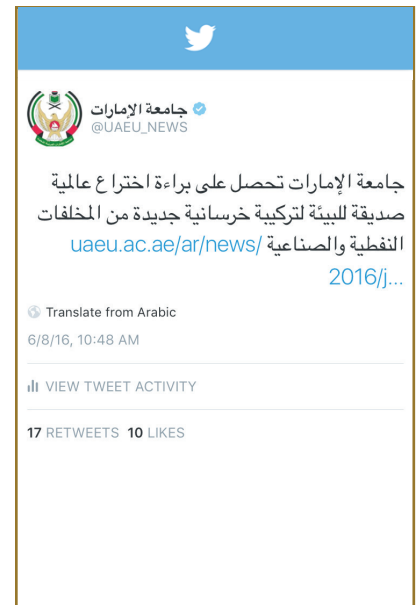 جامعة الإمارات
@UAEU_NEWS
جامعة الإمارات تحصل على براءة اختراع عالمية
صديقة للبيئة لتركيبة خرسانية جديدة من المخلفات
النفطية والصناعية uaeu.ac.ae/ar/news/
2016/j...
Translate from Arabic
6/8/16, 10:48 AM
VIEW TWEET ACTIVITY
17 RETWEETS 10 LIKES